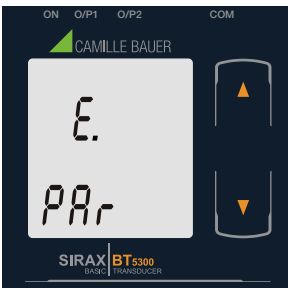 ON O/P1 O/P2 COM
CAMILLE BAUER
E.
PAr
SIRAX BT5300
BASIC TRANSDUCER